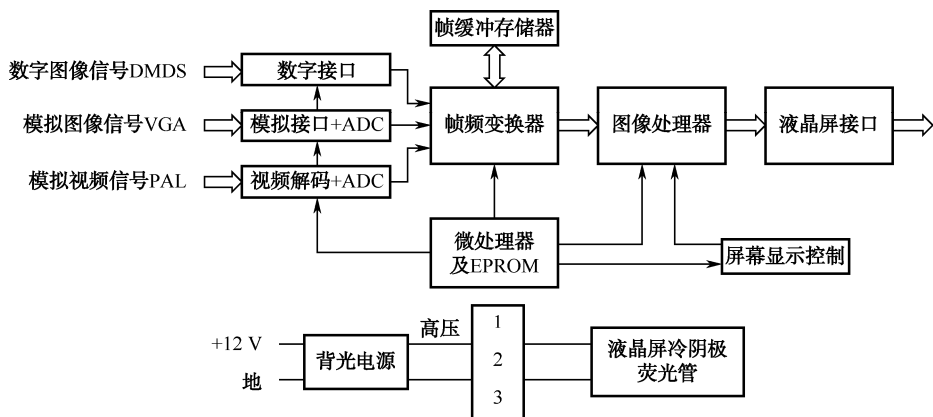 帧缓冲存储器
数字图像信号DMDS
数字接口
模拟图像信号VGA
模拟接口+ADC
帧频变换器
图像处理器
液晶屏接口
模拟视频信号PAL
视频解码+ADC
微处理器
及EPROM
屏幕显示控制
+12 V
地
背光电源
高压
1
2
3
液晶屏冷阴极
荧光管